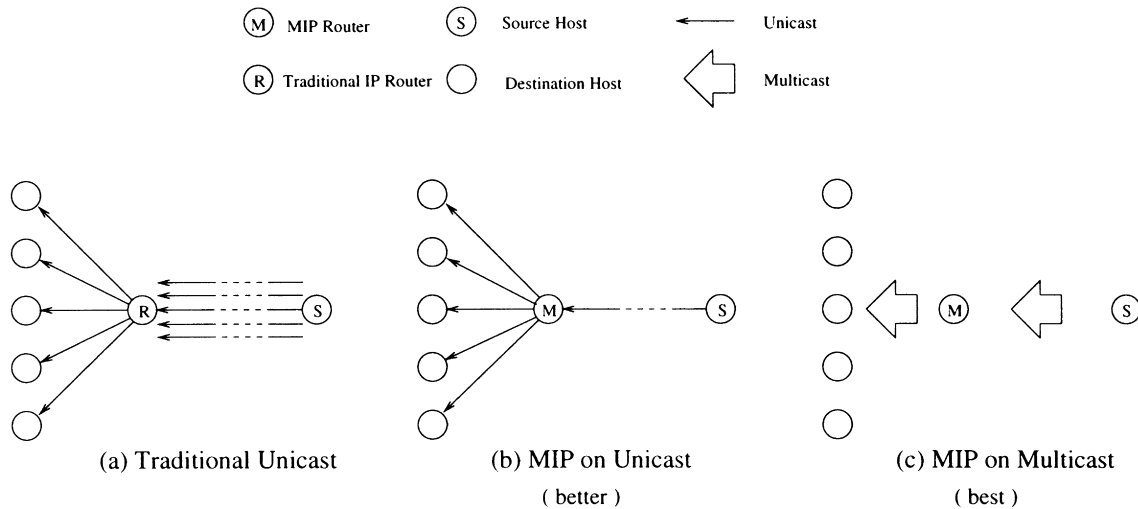 M MIP Router
S Source Host
Unicast
R Traditional IP Router
Destination Host
Multicast
R
S
M
S
M
S
(a) Traditional Unicast
(b) MIP on Unicast
( better )
(c) MIP on Multicast
( best )